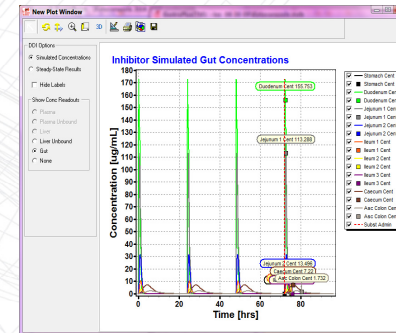 New Plot Window
3D
DDI Options
Simulated Concentrations
Steady-State Results
Hide Labels
Show Conc Readouts
Plasma
Plasma Unbound
Liver
Liver Unbound
Gut
None
Inhibitor Simulated Gut Concentrations
Concentration [ug/mL]
180
170
160
150
140
130
120
110
100
90
80
70
60
50
40
30
20
10
0
Duodenum Cent 155.753
Jejunum 1 Cent 113.288
Jejunum 2 Cent 13.496
Caecum Cent 7.22
Asc Colon Cent 1.732
0 20 40 60 80
Time [hrs]
Stomach Cent
Stomach Cent
Duodenum Cent
Duodenum Cent
Jejunum 1 Cent
Jejunum 1 Cent
Jejunum 2 Cent
Jejunum 2 Cent
Ileum 1 Cent
Ileum 1 Cent
Ileum 2 Cent
Ileum 2 Cent
Ileum 3 Cent
Ileum 3 Cent
Caecum Cent
Caecum Cent
Asc Colon Cen
Asc Colon Cen
Subst Admin